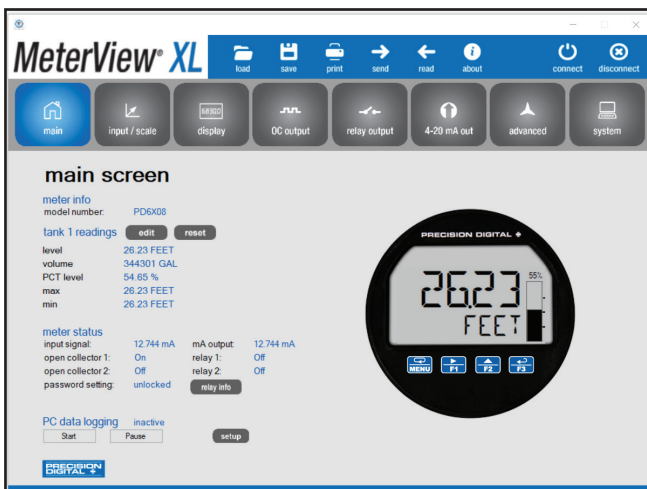 MeterView® XL
load save print send read about connect disconnect
main input / scale display OC output relay output 4-20 mA out advanced system
main screen
meter info
model number: PD6X08
tank 1 readings edit reset
level 26.23 FEET
volume 344301 GAL
PCT level 54.65 %
max 26.23 FEET
min 26.23 FEET
meter status
input signal: 12.744 mA mA output: 12.744 mA
open collector 1: On relay 1: Off
open collector 2: Off relay 2: Off
password setting: unlocked relay info
PC data logging inactive
Start Pause setup
PRECISION
DIGITAL +
PRECISION DIGITAL +
55%
26.23
FEET
MENU F1 F2 F3